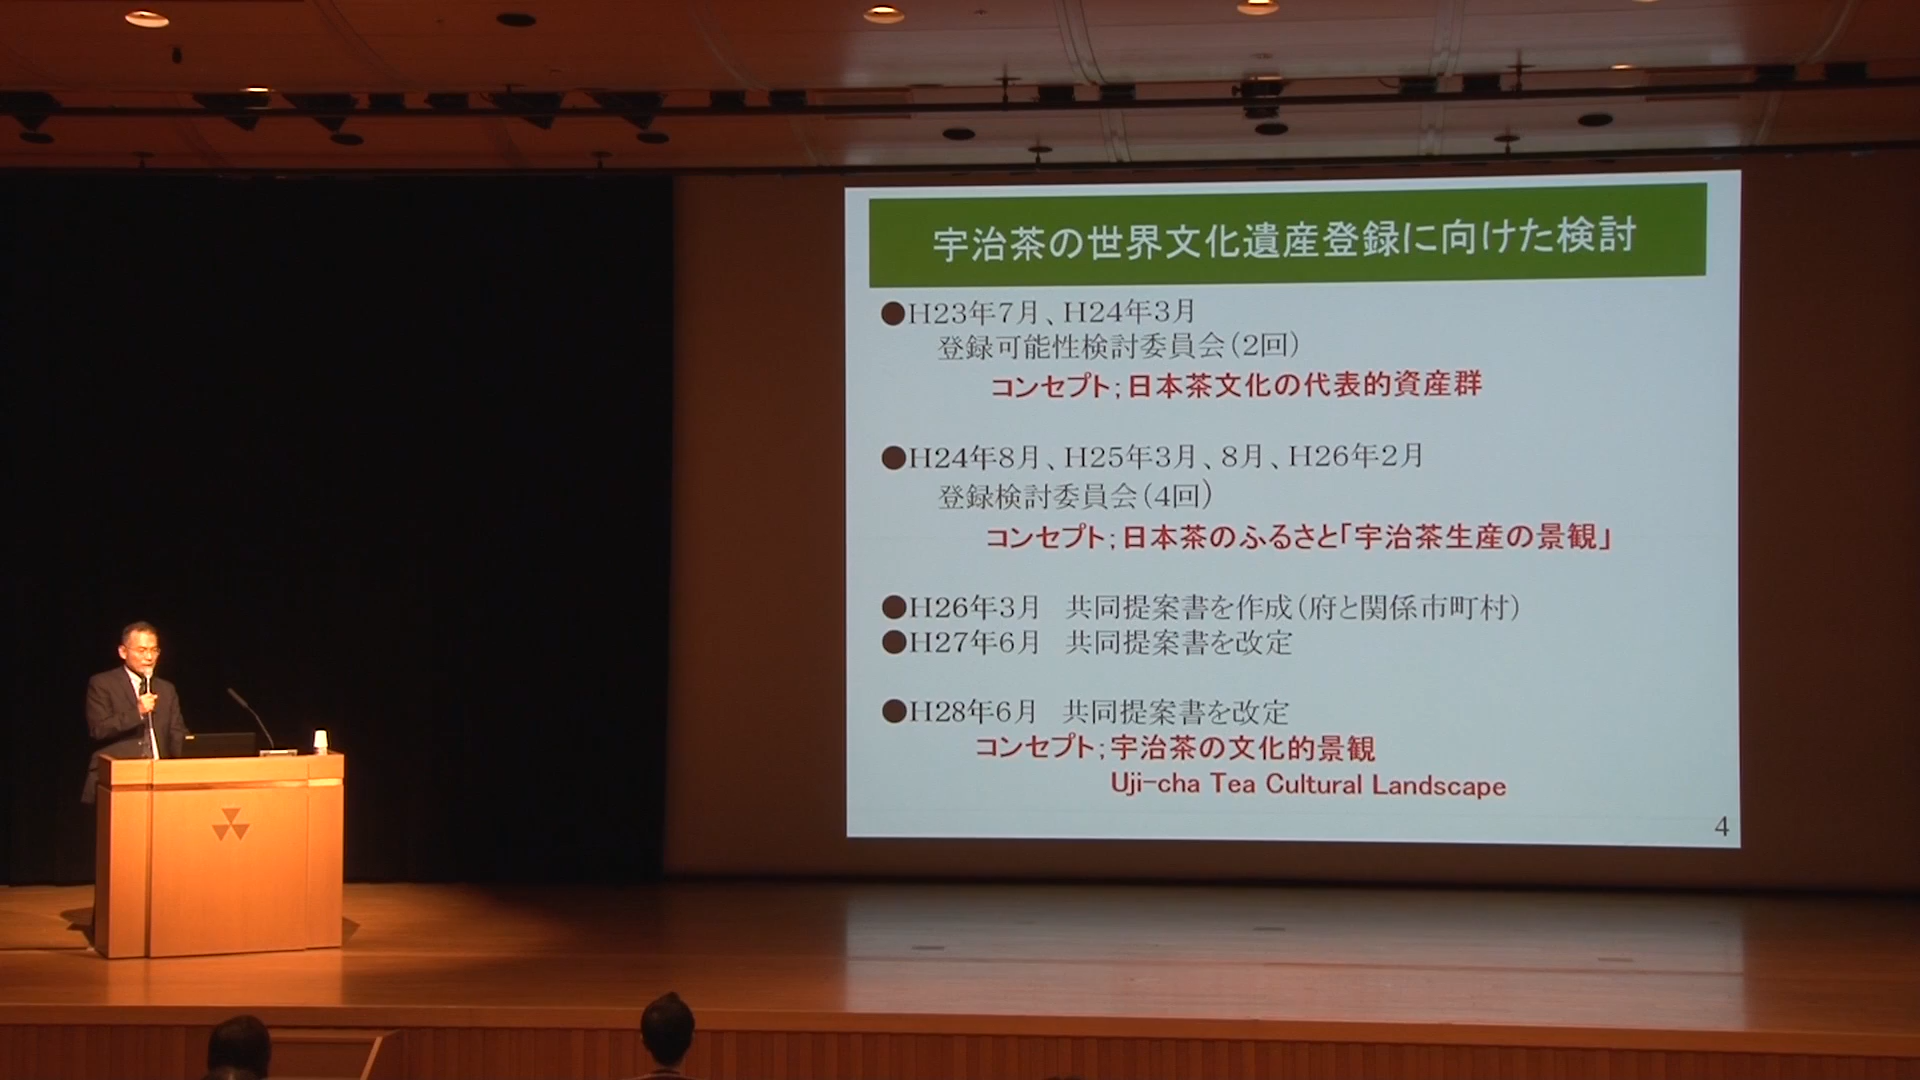 宇治茶の世界文化遺産登録に向けた検討
●H23年7月、H24年3月
登録可能性検討委員会(2回)
コンセプト;日本茶文化の代表的資産群
●H24年8月、H25年3月、8月、H26年2月
登録検討委員会(4回)
コンセプト;日本茶のふるさと「宇治茶生産の景観」
●H26年3月 共同提案書を作成(府と関係市町村)
●H27年6月 共同提案書を改定
●H28年6月 共同提案書を改定
コンセプト;宇治茶の文化的景観
Uji-cha Tea Cultural Landscape
4